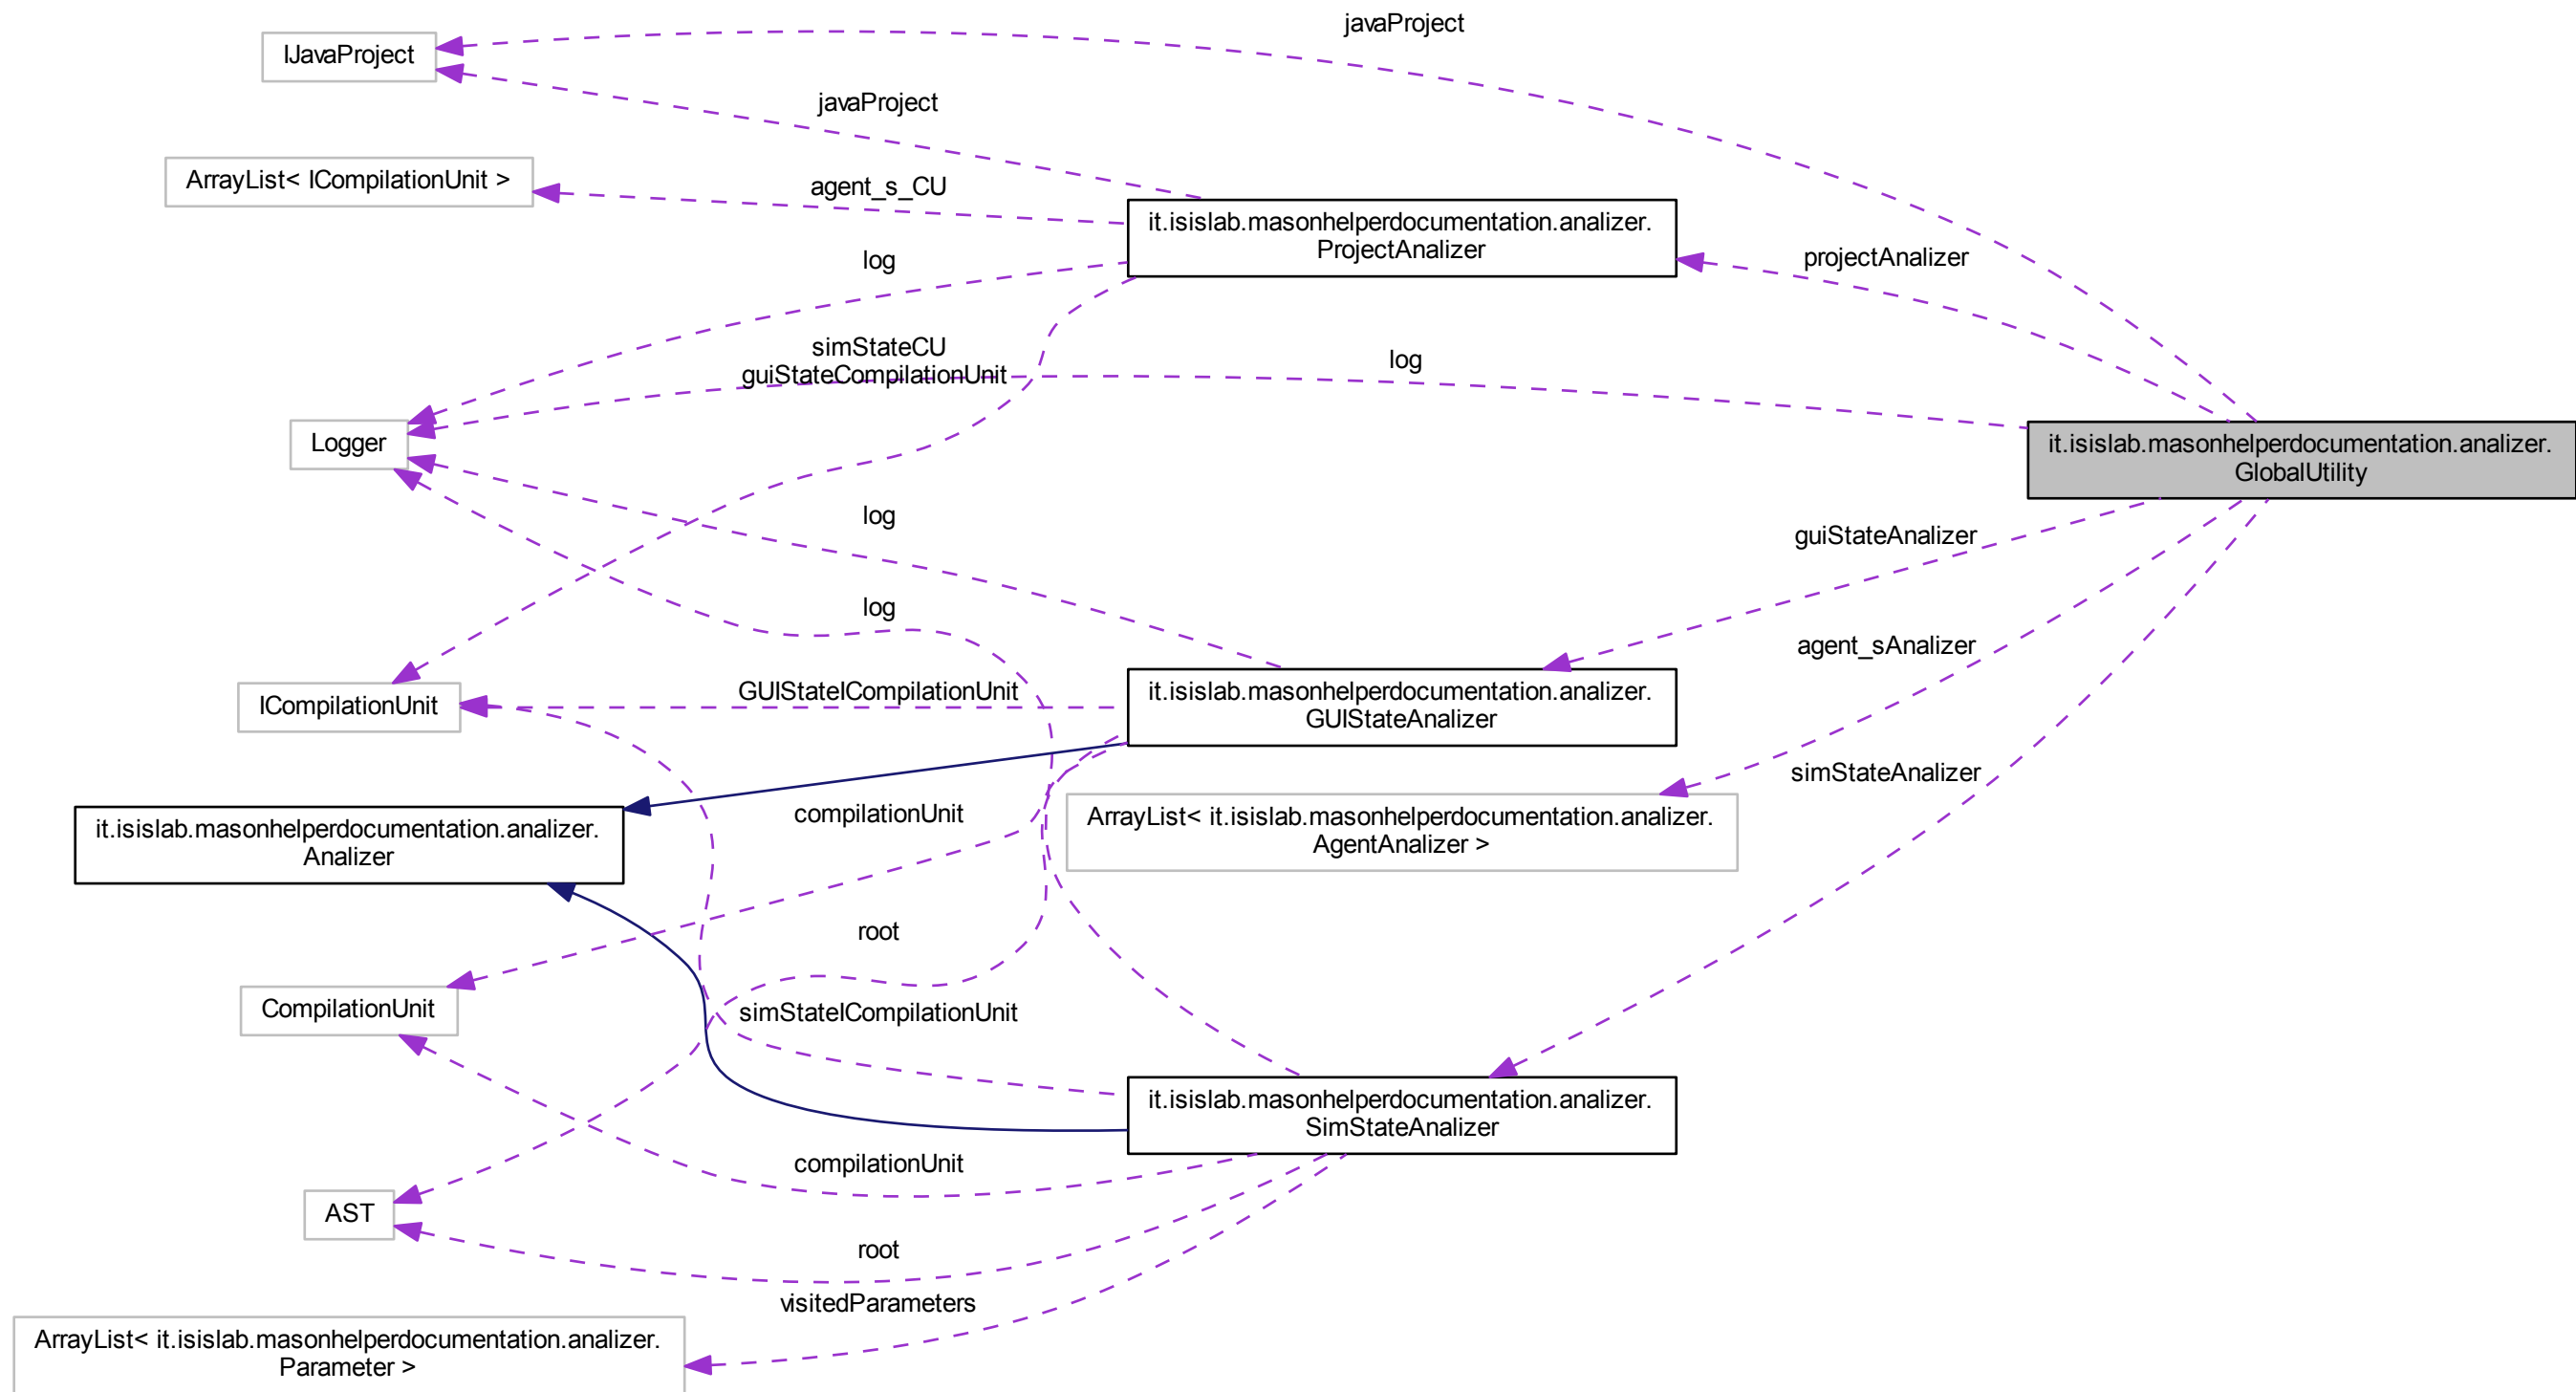 javaProject
IJavaProject
javaProject
ArrayList< ICompilationUnit >
agent_s_CU
it.isislab.masonhelperdocumentation.analizer.
ProjectAnalizer
projectAnalizer
log
simStateCU
guiStateCompilationUnit
log
Logger
it.isislab.masonhelperdocumentation.analizer.
GlobalUtility
log
guiStateAnalizer
log
agent_sAnalizer
ICompilationUnit
GUIStateICompilationUnit
it.isislab.masonhelperdocumentation.analizer.
GUIStateAnalizer
simStateAnalizer
it.isislab.masonhelperdocumentation.analizer.
Analizer
compilationUnit
ArrayList< it.isislab.masonhelperdocumentation.analizer.
AgentAnalizer >
root
CompilationUnit
simStateICompilationUnit
it.isislab.masonhelperdocumentation.analizer.
SimStateAnalizer
compilationUnit
AST
root
visitedParameters
ArrayList< it.isislab.masonhelperdocumentation.analizer.
Parameter >